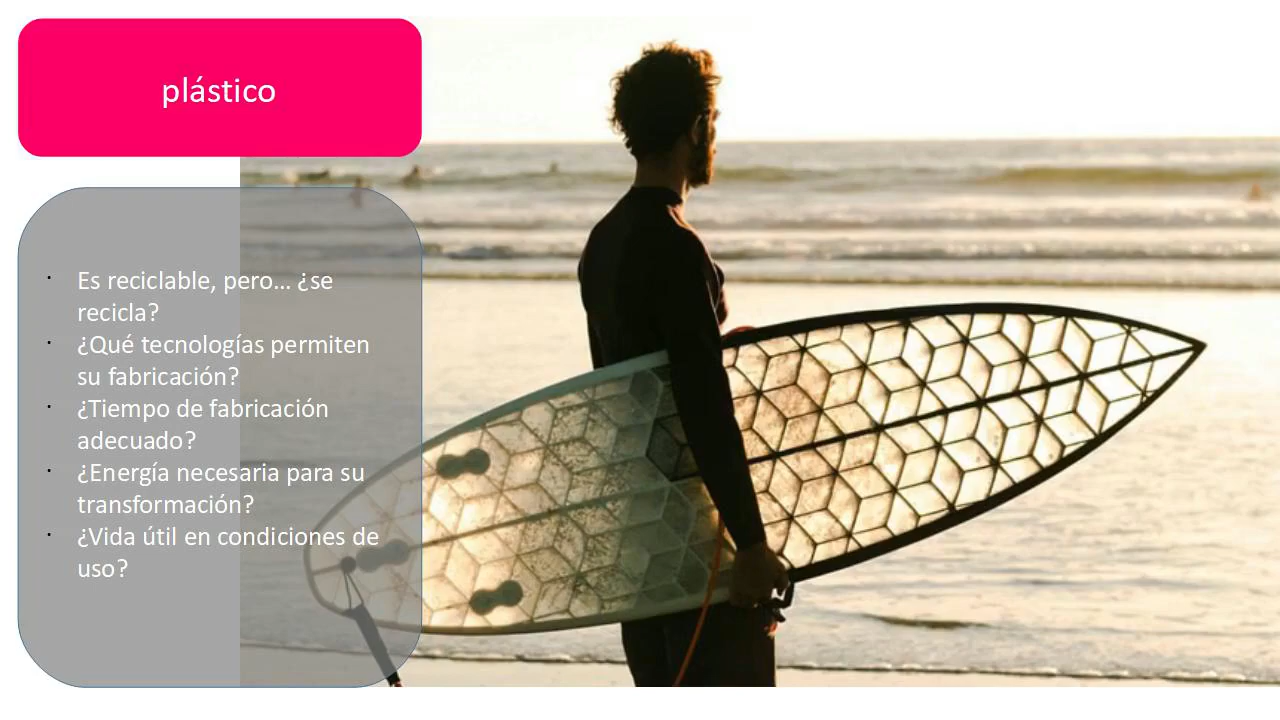 plástico
· Es reciclable, pero... ¿se
recicla?
· ¿Qué tecnologías permiten
su fabricación?
· ¿Tiempo de fabricación
adecuado?
· ¿Energía necesaria para su
transformación?
· ¿Vida útil en condiciones de
uso?